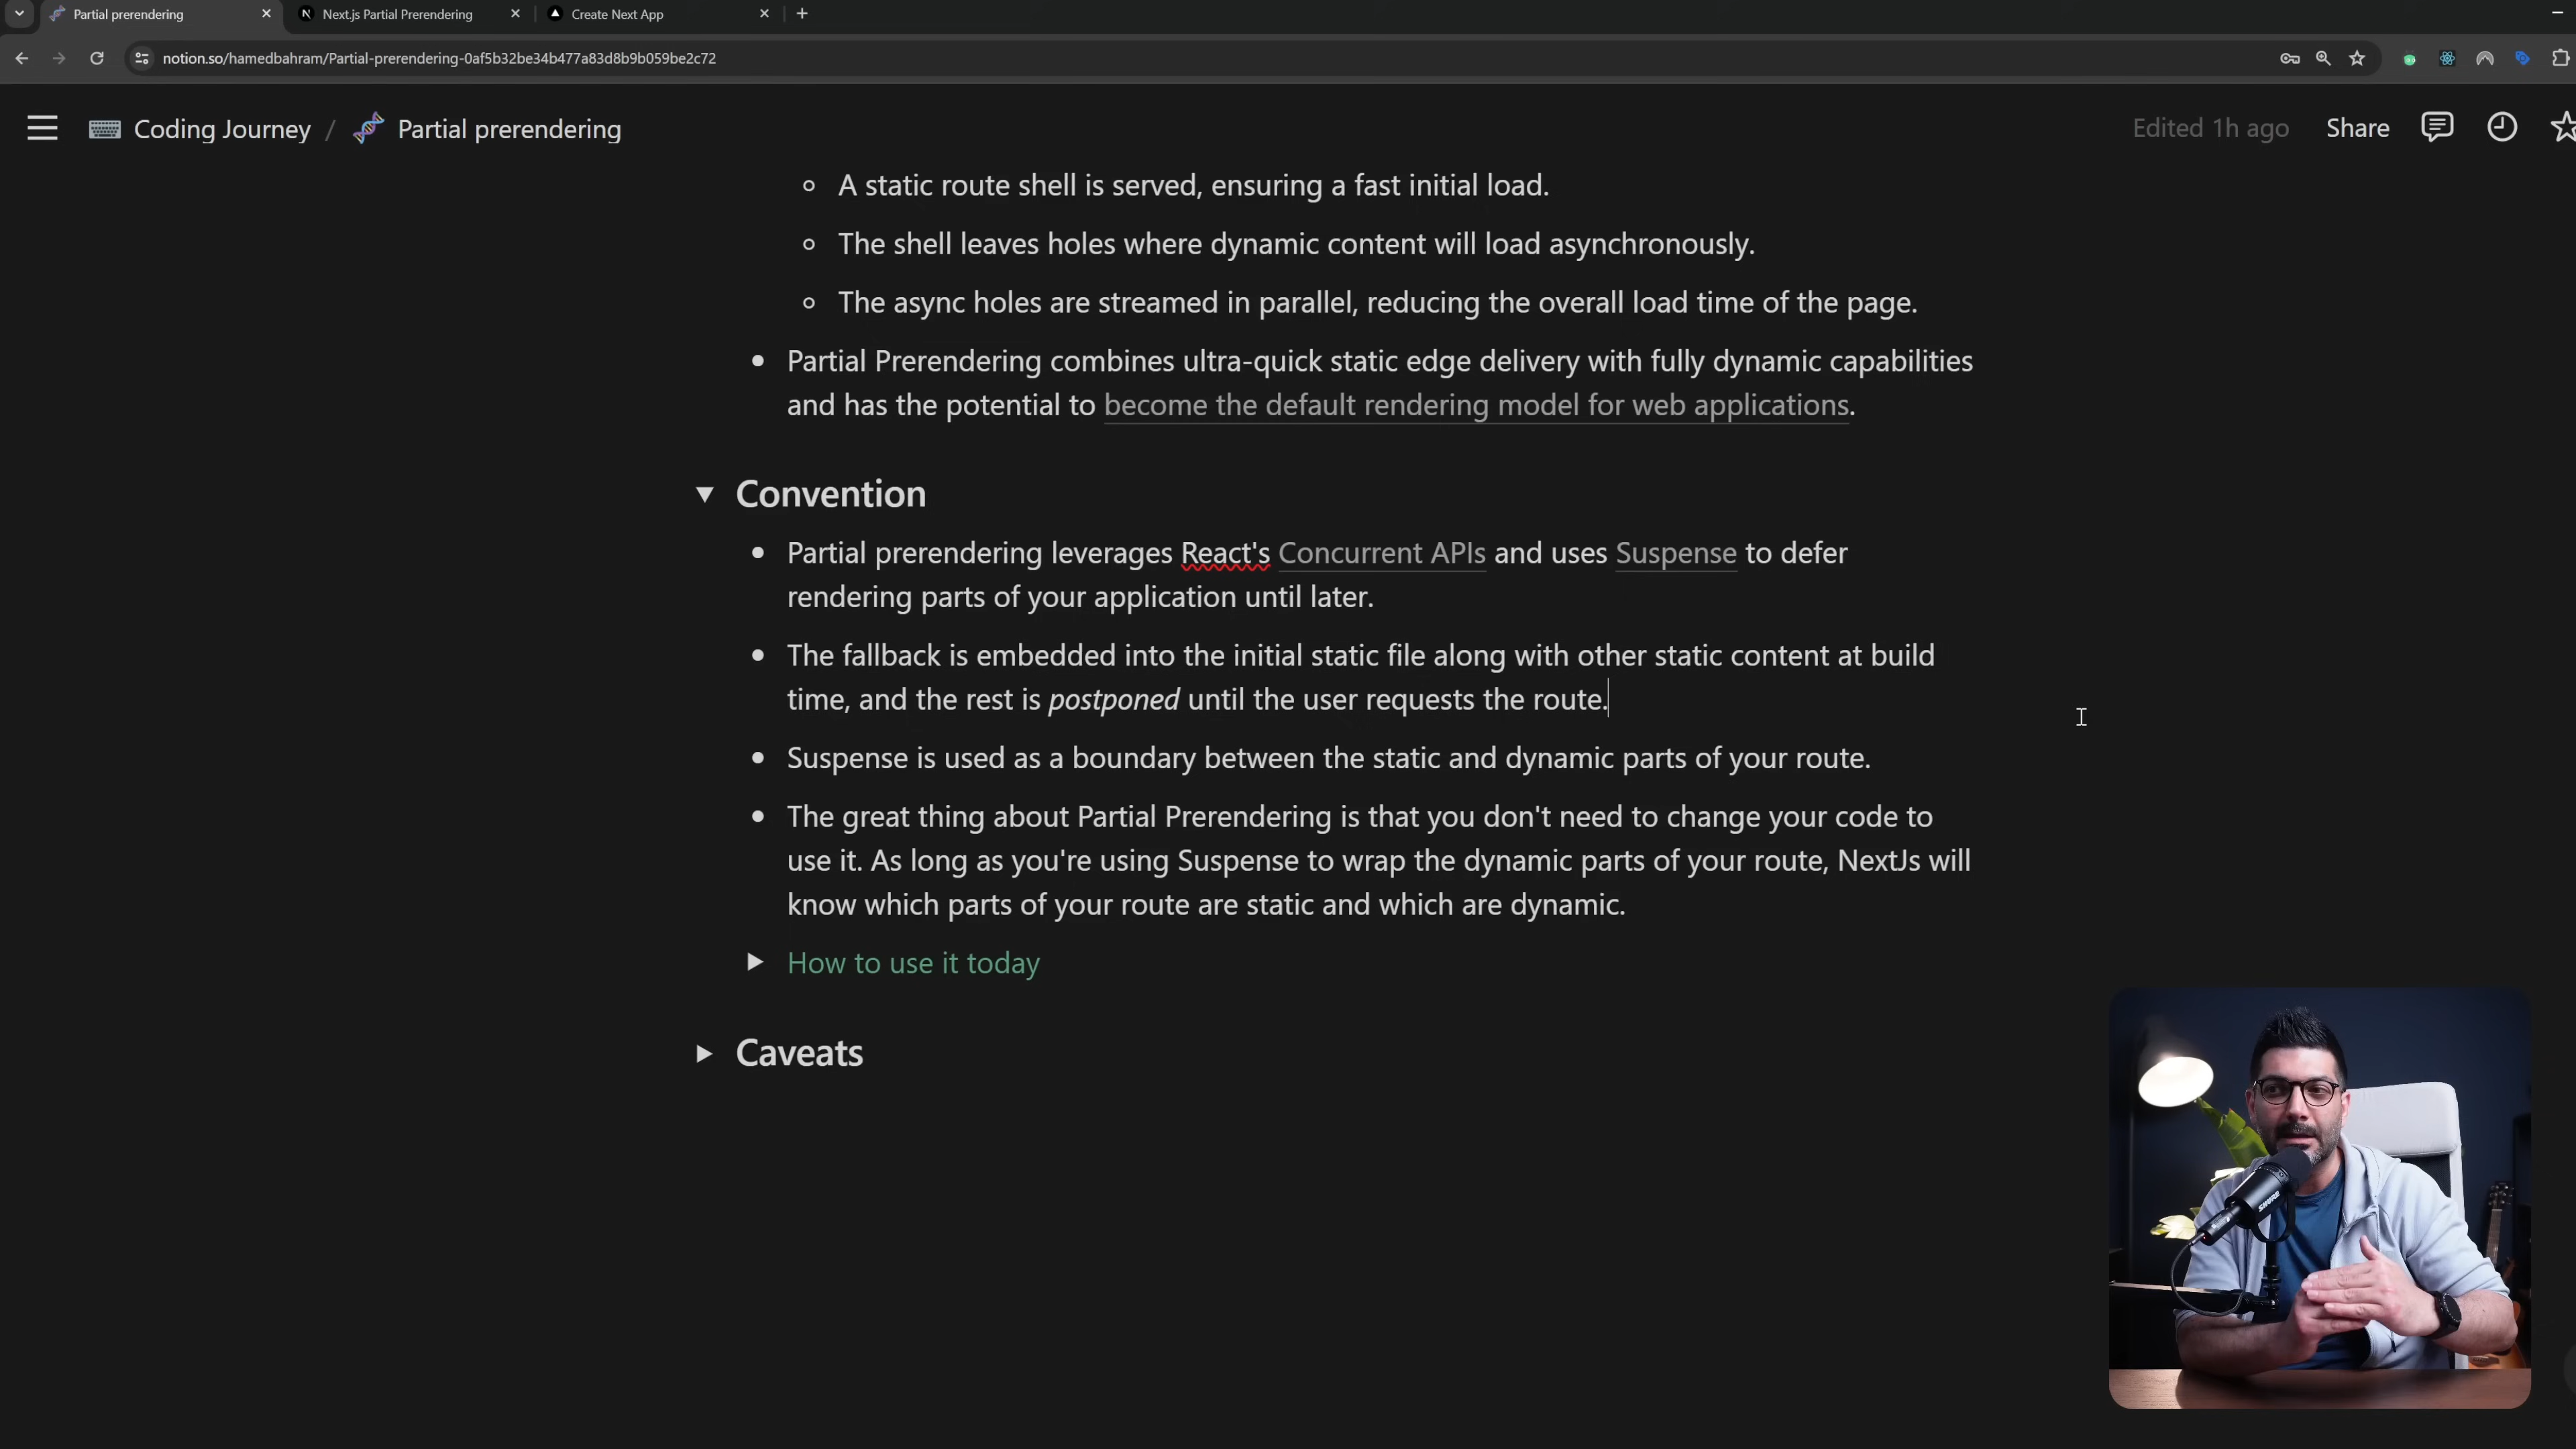 Partial prerendering
Next.js Partial Prerendering
Create Next App
notion.so/hamedbahram/Partial-prerendering-0af5b32be34b477a83d8b9b059be2c72
Coding Journey / Partial prerendering
Edited 1h ago
Share
A static route shell is served, ensuring a fast initial load.
The shell leaves holes where dynamic content will load asynchronously.
The async holes are streamed in parallel, reducing the overall load time of the page.
Partial Prerendering combines ultra-quick static edge delivery with fully dynamic capabilities
and has the potential to become the default rendering model for web applications.
Convention
Partial prerendering leverages React's Concurrent APIs and uses Suspense to defer
rendering parts of your application until later.
The fallback is embedded into the initial static file along with other static content at build
time, and the rest is postponed until the user requests the route.
Suspense is used as a boundary between the static and dynamic parts of your route.
The great thing about Partial Prerendering is that you don't need to change your code to
use it. As long as you're using Suspense to wrap the dynamic parts of your route, NextJs will
know which parts of your route are static and which are dynamic.
How to use it today
Caveats
SHURE